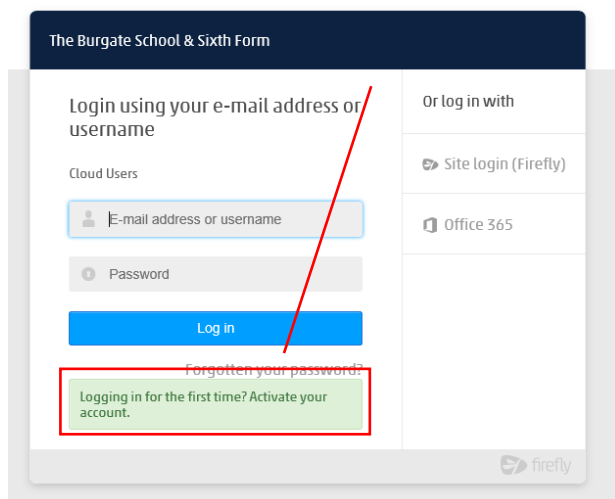 The Burgate School & Sixth Form
Login using your e-mail address or
username
Cloud Users
E-mail address or username
Password
Log in
Forgotten your password?
Logging in for the first time? Activate your
account.
Or log in with
Site login (Firefly)
Office 365
firefly